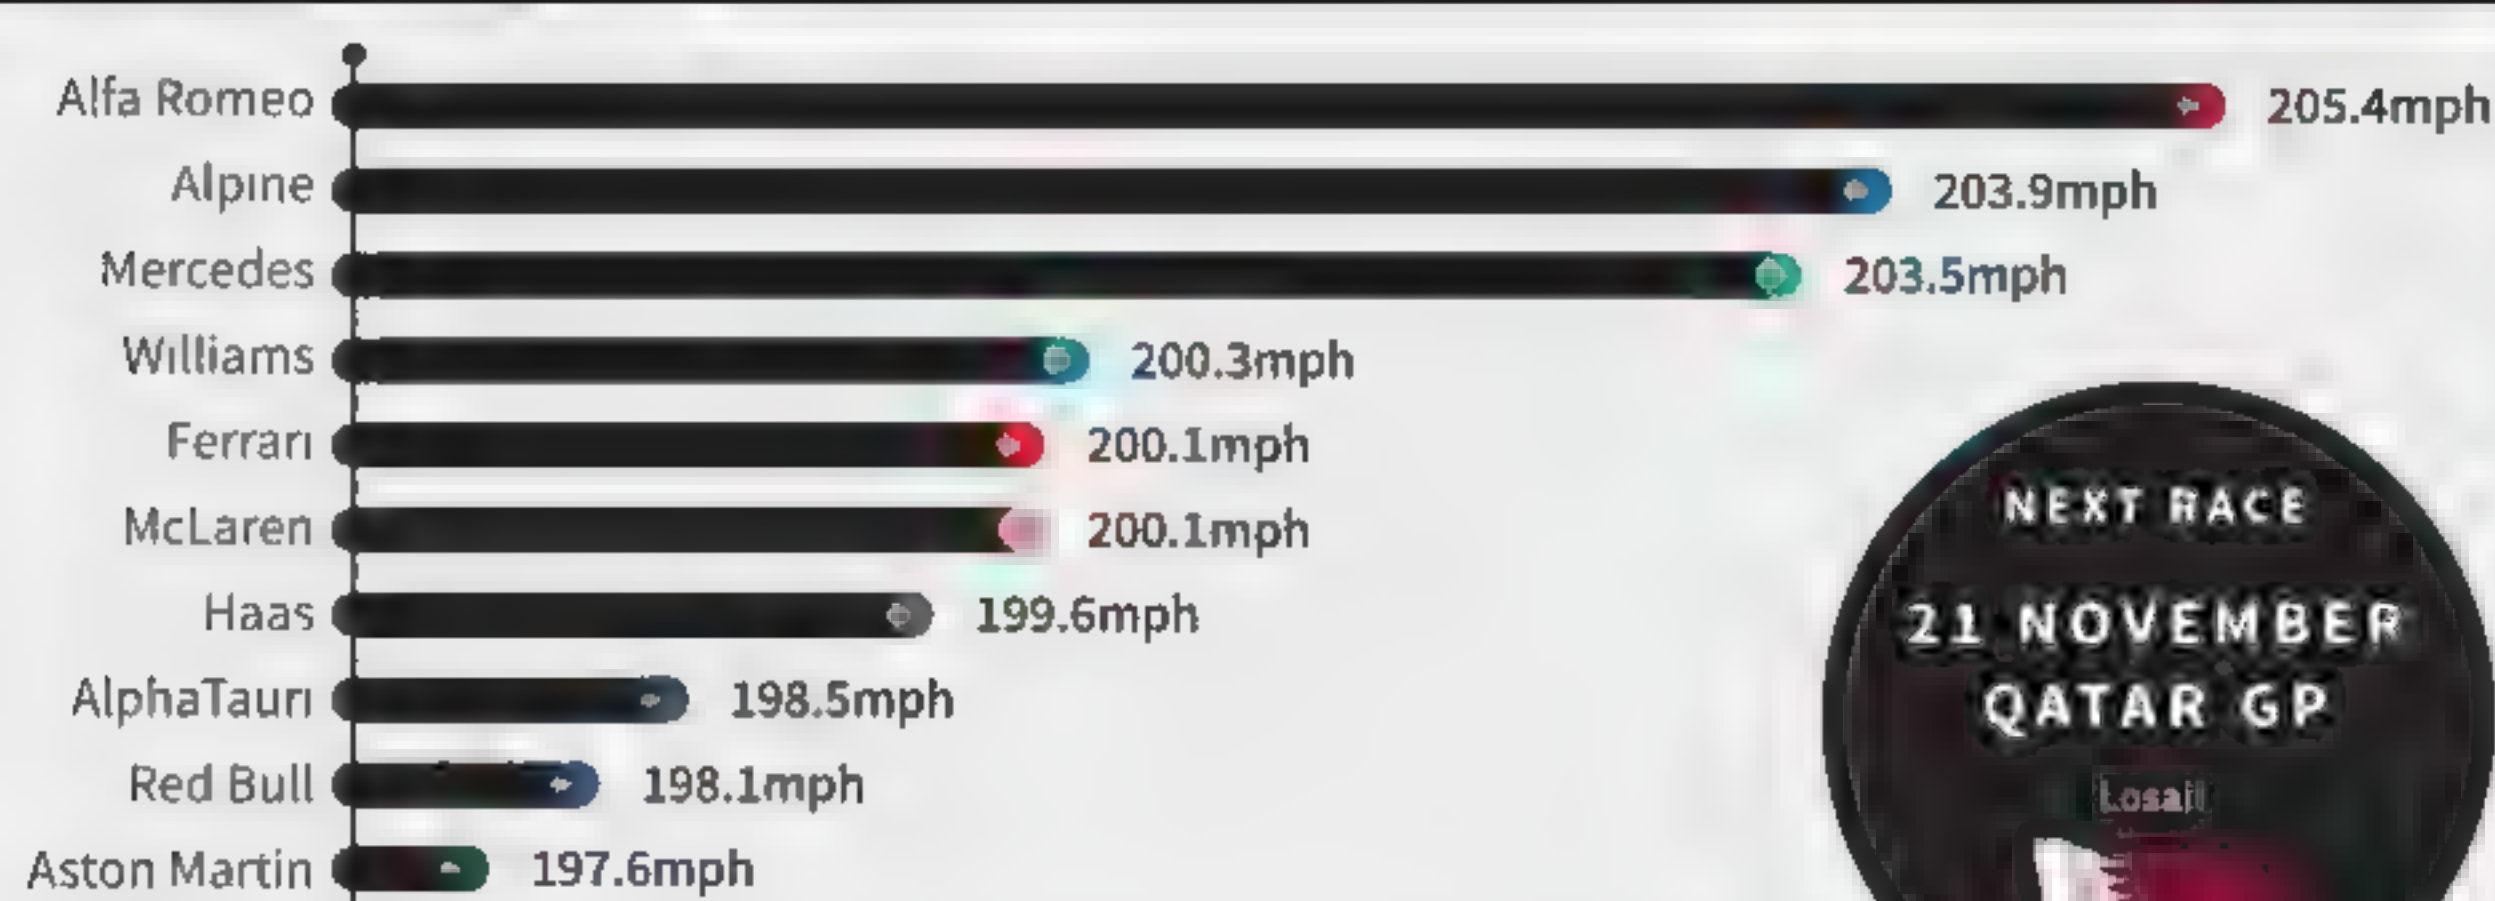 Alfa Romeo 205.4mph
Alpine 203.9mph
Mercedes 203.5mph
Williams 200.3mph
Ferrari 200.1mph
McLaren 200.1mph
Haas 199.6mph
AlphaTauri 198.5mph
Red Bull 198.1mph
Aston Martin 197.6mph
NEXT RACE
21 NOVEMBER
QATAR GP
Losail